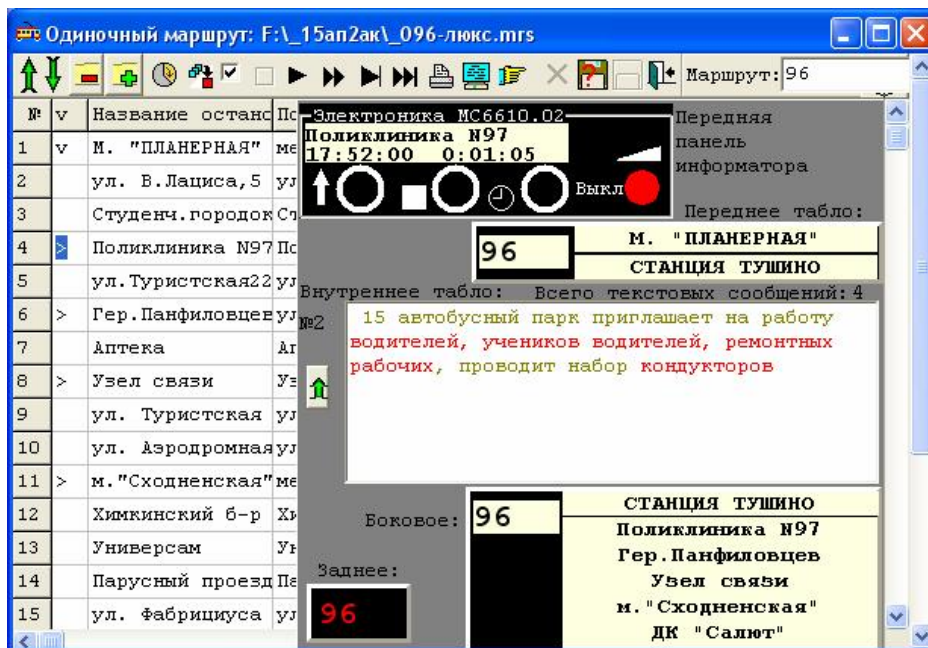 Одиночный маршрут: F:\_15ап2ак\_096-люкс.mrs
Маршрут: 96
№ v Название останс По
1 v М. "ПЛАНЕРНАЯ" ме
2 ул. В.Лациса,5 ул
3 Студенч.городок Ст
4 > Поликлиника N97 По
5 ул.Туристская22 ул
6 > Гер.Панфиловцев ул
7 Аптека Ап
8 > Узел связи Уз
9 ул. Туристская ул
10 ул. Аэродромная ул
11 > м."Сходненская" ме
12 Химкинский б-р Хи
13 Универсам Ун
14 Парусный проезд Па
15 ул. Фабрициуса ул
Электроника МС6610.02
Поликлиника N97
17:52:00 0:01:05
Выкл
Передняя
панель
информатора
Переднее табло:
96
М. "ПЛАНЕРНАЯ"
СТАНЦИЯ ТУШИНО
Внутреннее табло: Всего текстовых сообщений: 4
№2
15 автобусный парк приглашает на работу
водителей, учеников водителей, ремонтных
рабочих, проводит набор кондукторов
Боковое: 96
СТАНЦИЯ ТУШИНО
Поликлиника N97
Гер.Панфиловцев
Узел связи
м."Сходненская"
ДК "Салют"
Заднее:
96